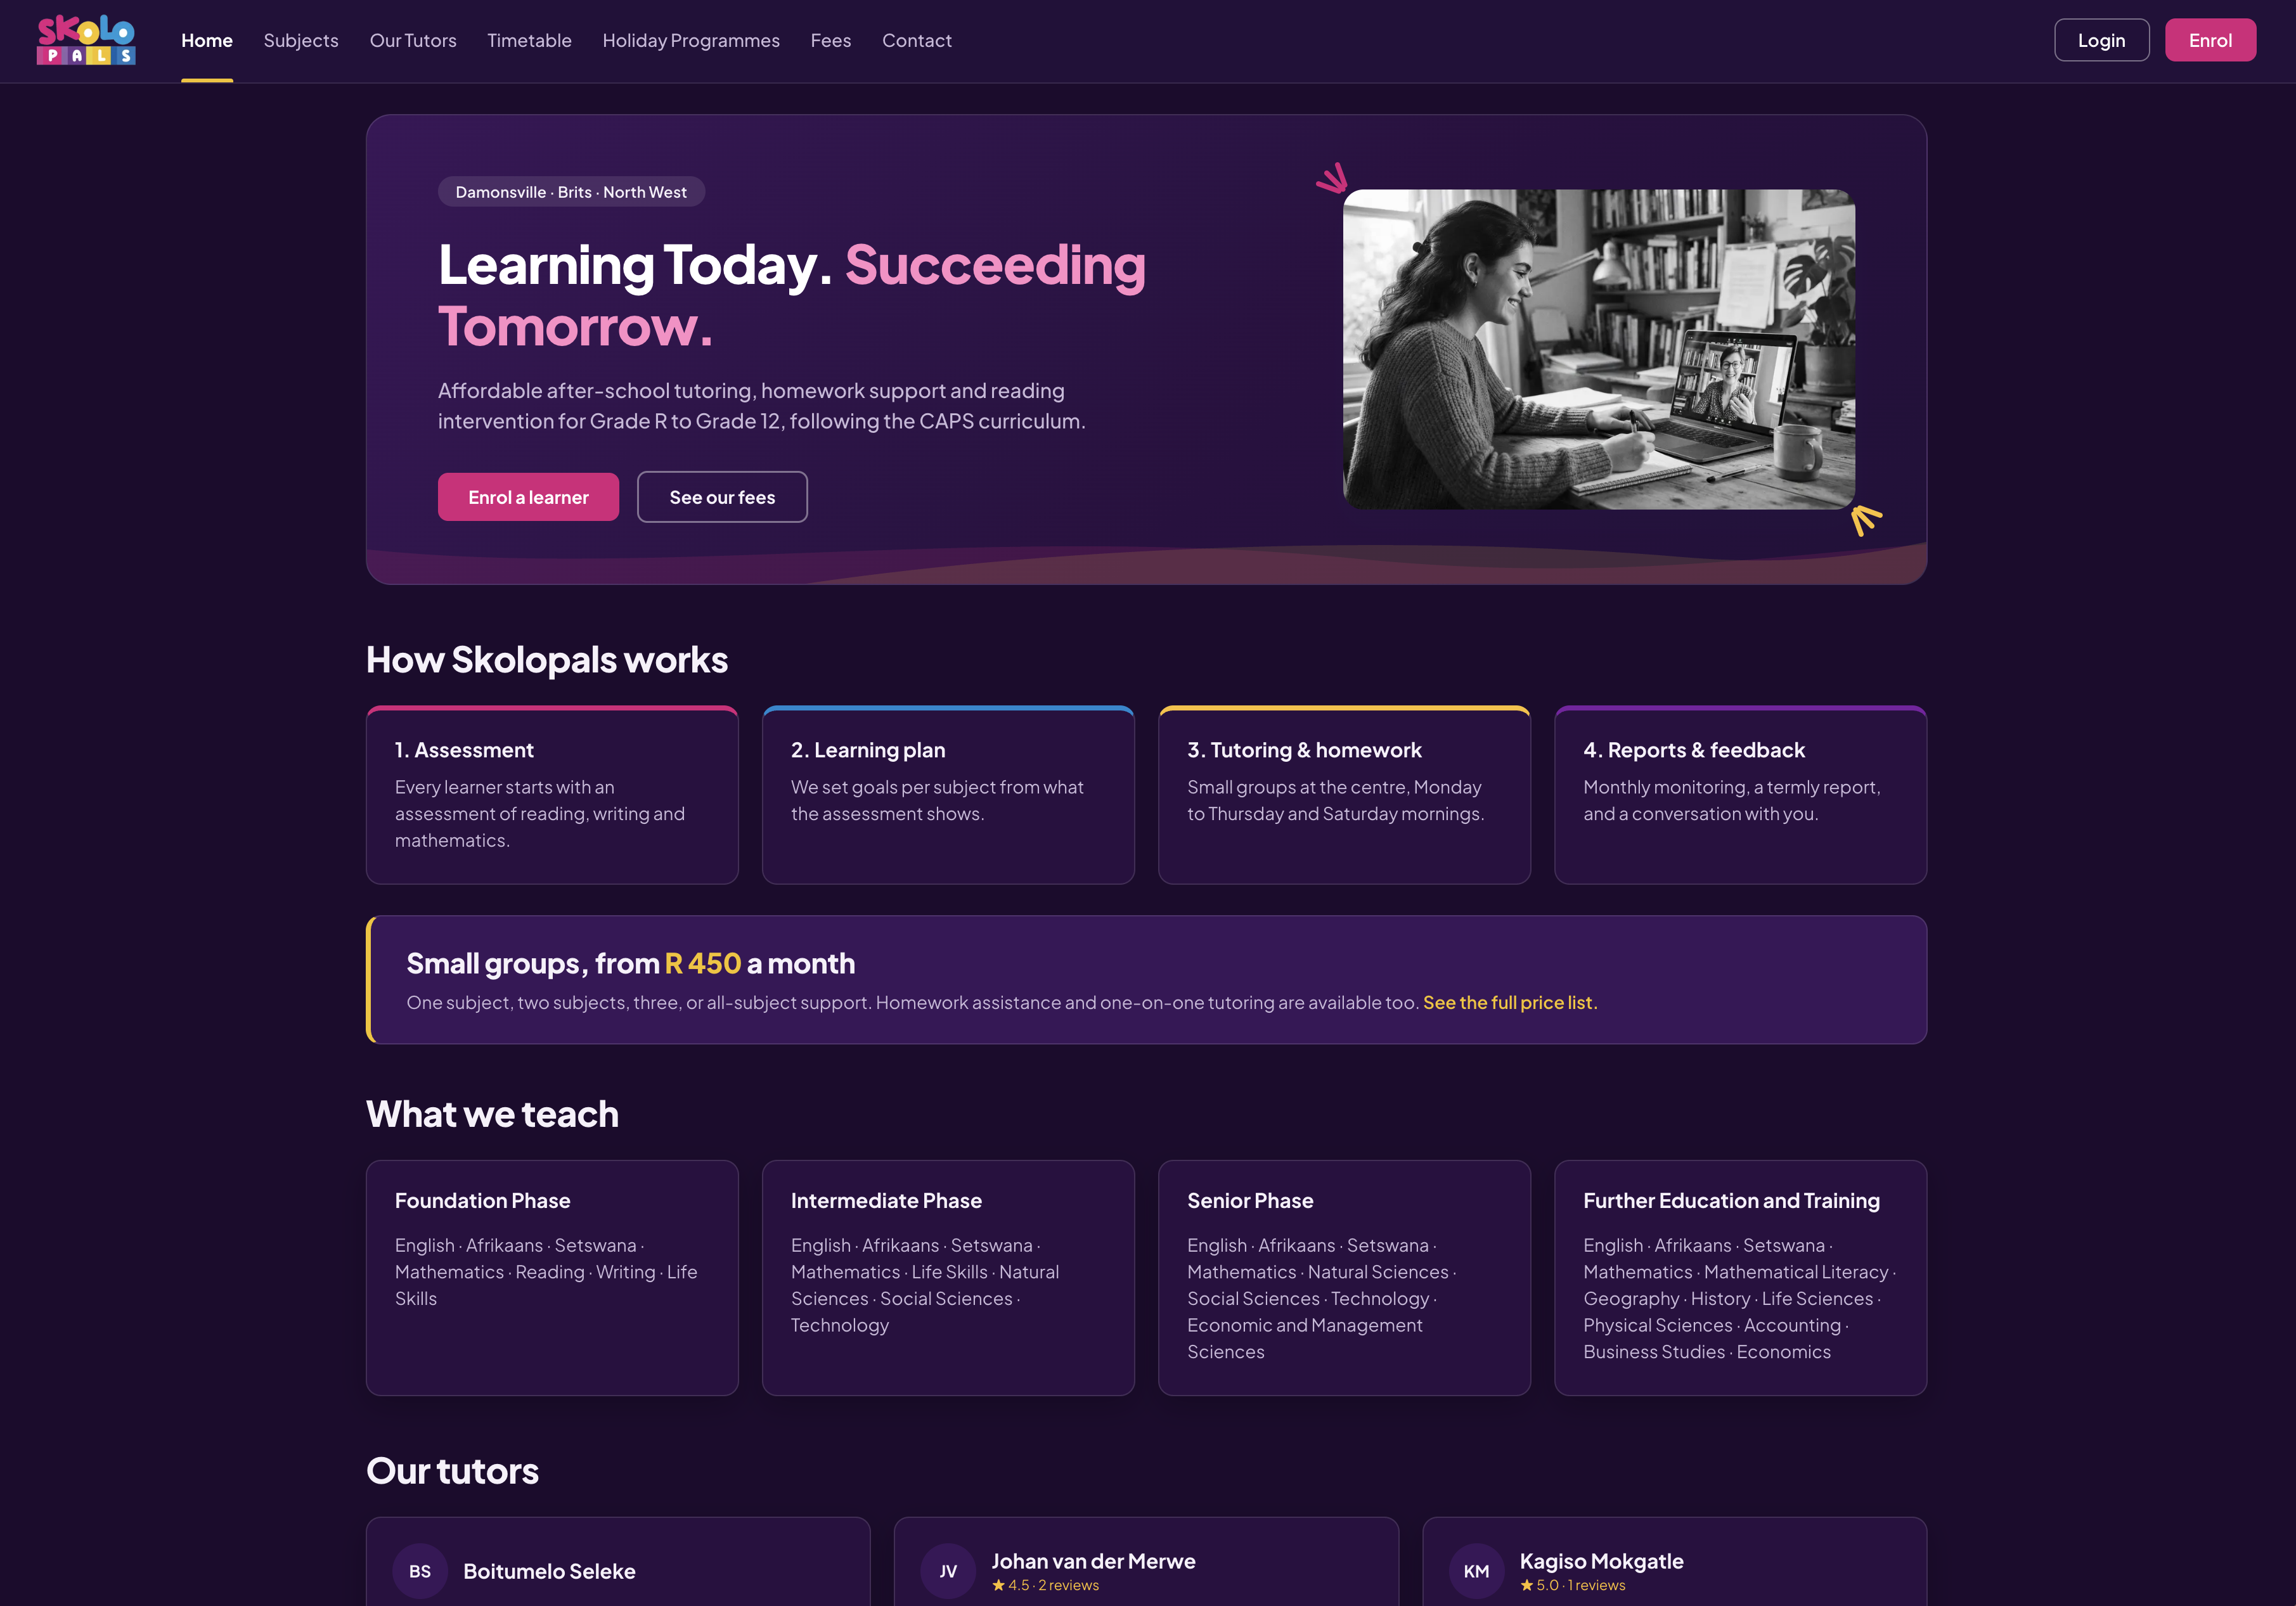 SKOLO
PALS
Home
Subjects
Our Tutors
Timetable
Holiday Programmes
Fees
Contact
Login
Enrol
Damonsville · Brits · North West
Learning Today. Succeeding
Tomorrow.
Affordable after-school tutoring, homework support and reading
intervention for Grade R to Grade 12, following the CAPS curriculum.
Enrol a learner
See our fees
How Skolopals works
1. Assessment
Every learner starts with an
assessment of reading, writing and
mathematics.
2. Learning plan
We set goals per subject from what
the assessment shows.
3. Tutoring & homework
Small groups at the centre, Monday
to Thursday and Saturday mornings.
4. Reports & feedback
Monthly monitoring, a termly report,
and a conversation with you.
Small groups, from R 450 a month
One subject, two subjects, three, or all-subject support. Homework assistance and one-on-one tutoring are available too. See the full price list.
What we teach
Foundation Phase
English · Afrikaans · Setswana ·
Mathematics · Reading · Writing · Life
Skills
Intermediate Phase
English · Afrikaans · Setswana ·
Mathematics · Life Skills · Natural
Sciences · Social Sciences ·
Technology
Senior Phase
English · Afrikaans · Setswana ·
Mathematics · Natural Sciences ·
Social Sciences · Technology ·
Economic and Management
Sciences
Further Education and Training
English · Afrikaans · Setswana ·
Mathematics · Mathematical Literacy ·
Geography · History · Life Sciences ·
Physical Sciences · Accounting ·
Business Studies · Economics
Our tutors
BS
Boitumelo Seleke
JV
Johan van der Merwe
★ 4.5 · 2 reviews
KM
Kagiso Mokgatle
★ 5.0 · 1 reviews